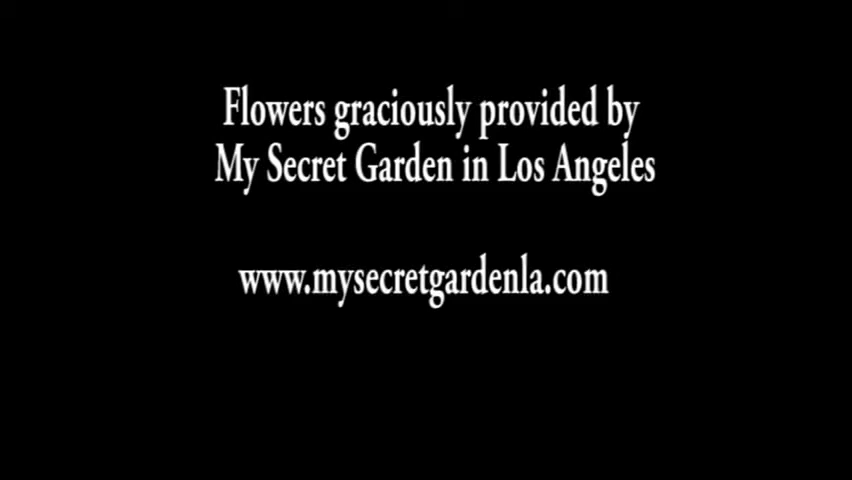 Flowers graciously provided by
My Secret Garden in Los Angeles
www.mysecretgardenla.com